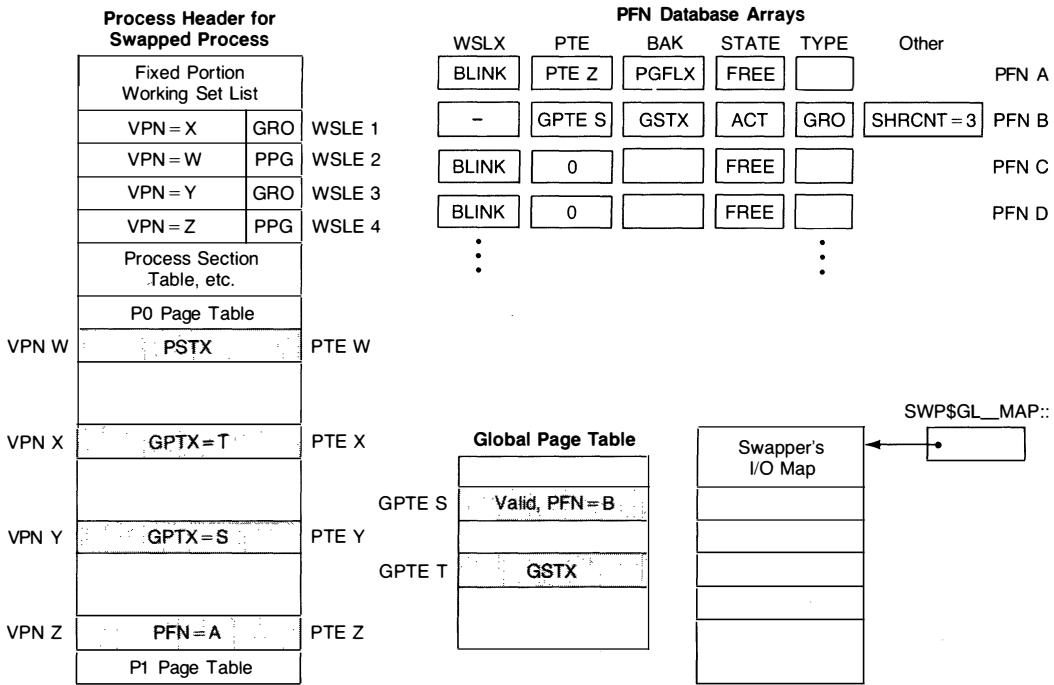 Process Header for
Swapped Process
Fixed Portion
Working Set List
VPN = X GRO WSLE 1
VPN = W PPG WSLE 2
VPN = Y GRO WSLE 3
VPN = Z PPG WSLE 4
Process Section
Table, etc.
P0 Page Table
VPN W PSTX PTE W
VPN X GPTX = T PTE X
VPN Y GPTX = S PTE Y
VPN Z PFN = A PTE Z
P1 Page Table
PFN Database Arrays
WSLX PTE BAK STATE TYPE Other
BLINK PTE Z PGFLX FREE PFN A
– GPTE S GSTX ACT GRO SHRCNT = 3 PFN B
BLINK 0 FREE PFN C
BLINK 0 FREE PFN D
Global Page Table
GPTE S Valid, PFN = B
GPTE T GSTX
Swapper's
I/O Map
SWP$GL__MAP::